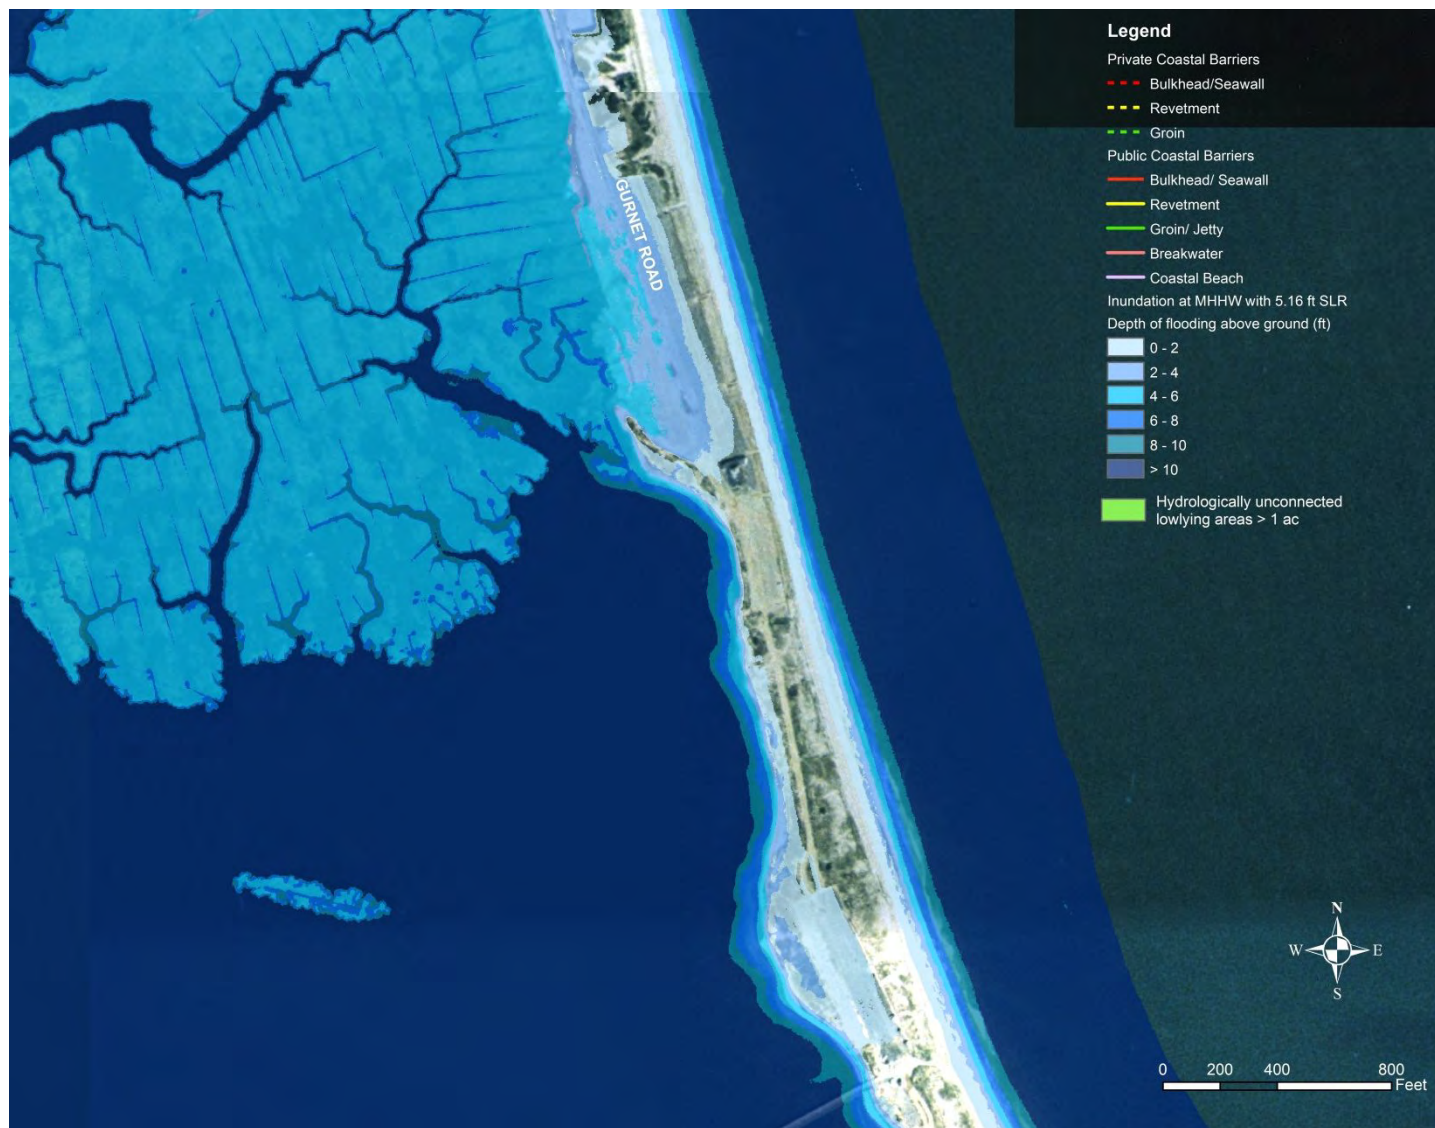 Legend
Private Coastal Barriers
Bulkhead/Seawall
Revetment
Groin
Public Coastal Barriers
Bulkhead/ Seawall
Revetment
Groin/ Jetty
Breakwater
Coastal Beach
Inundation at MHHW with 5.16 ft SLR
Depth of flooding above ground (ft)
0 - 2
2 - 4
4 - 6
6 - 8
8 - 10
> 10
Hydrologically unconnected
lowlying areas > 1 ac
GURNET ROAD
N
W E
S
0 200 400 800
Feet